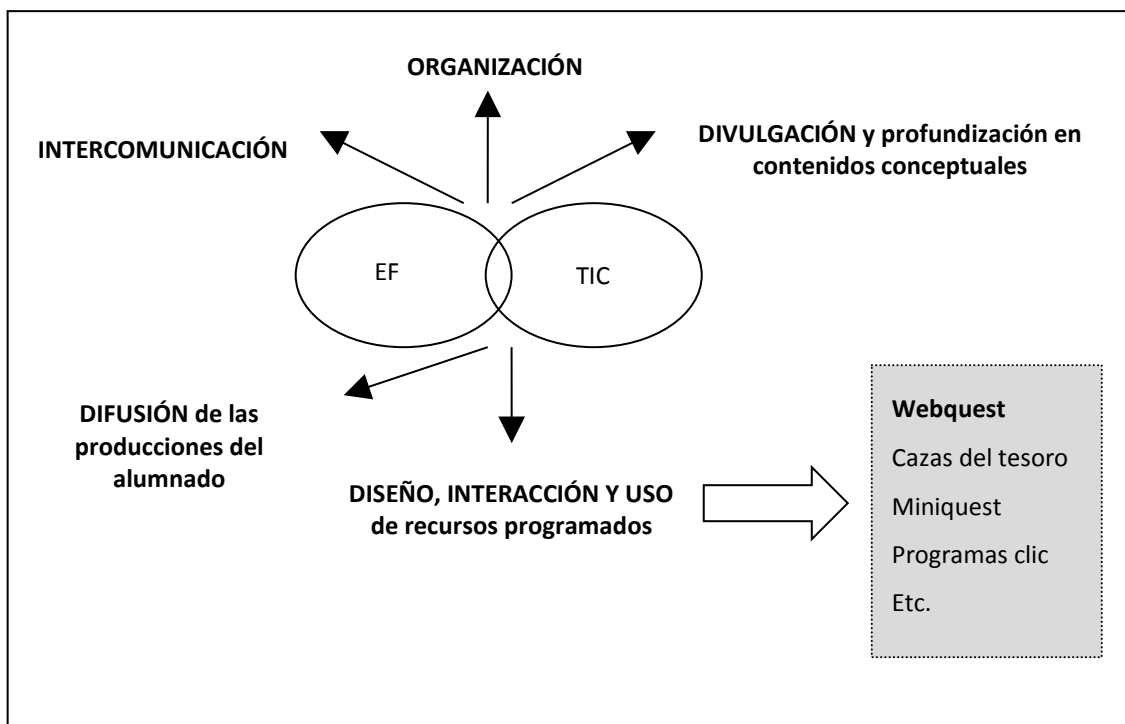 ORGANIZACIÓN
INTERCOMUNICACIÓN
DIVULGACIÓN y profundización en
contenidos conceptuales
EF
TIC
DIFUSIÓN de las
producciones del
alumnado
DISEÑO, INTERACCIÓN Y USO
de recursos programados
Webquest
Cazas del tesoro
Miniquest
Programas clic
Etc.